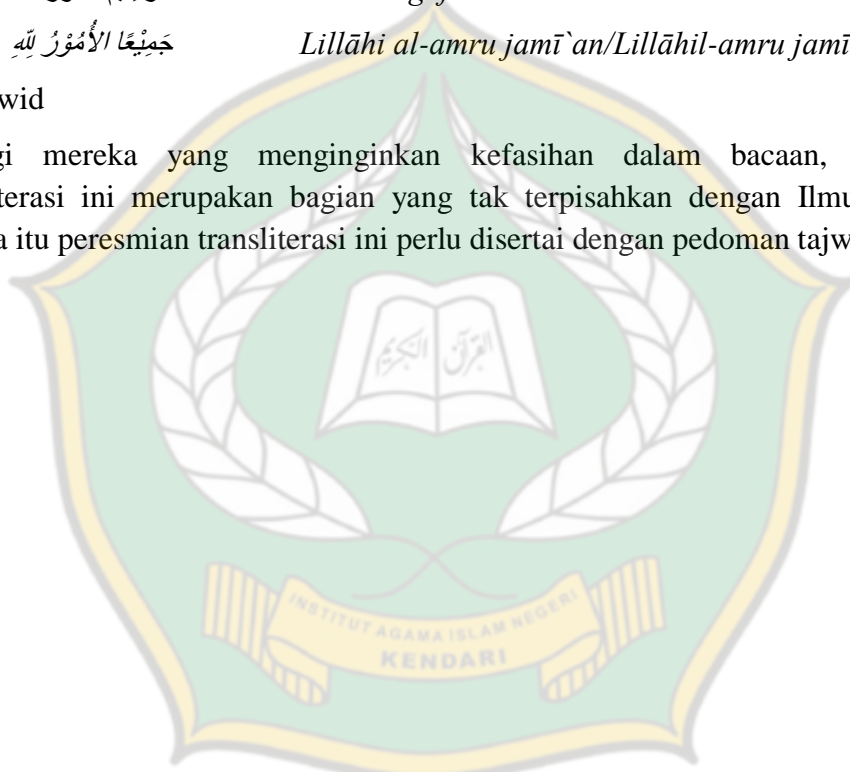 جَمِيْعًا الأُمُوْرُ لِلّهِ Lillāhi al-amru jamī`an/Lillāhil-amru jamī
wid
gi mereka yang menginginkan kefasihan dalam bacaan,
terasi ini merupakan bagian yang tak terpisahkan dengan Ilmu
a itu peresmian transliterasi ini perlu disertai dengan pedoman tajw
القرآن الكريم
INSTITUT AGAMA ISLAM NEGERI
KENDARI